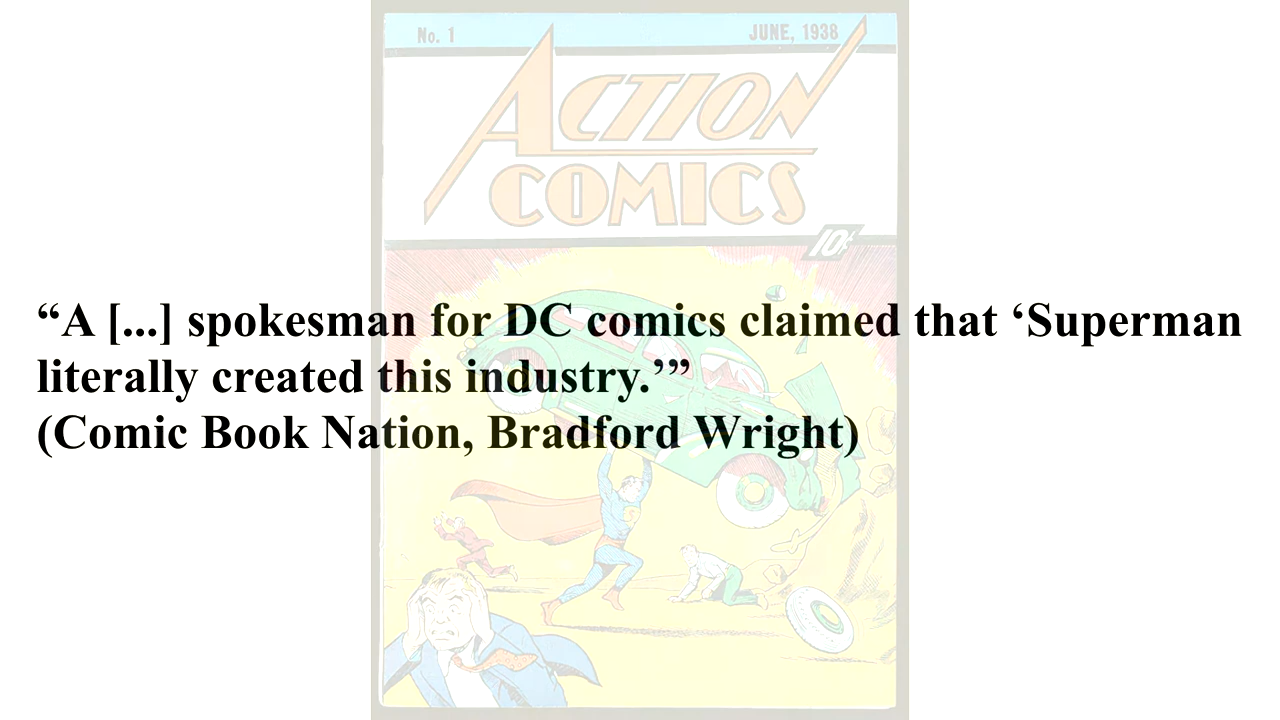 No. 1
JUNE, 1938
ACTION
COMICS
10¢
“A [...] spokesman for DC comics claimed that ‘Superman
literally created this industry.’”
(Comic Book Nation, Bradford Wright)
S